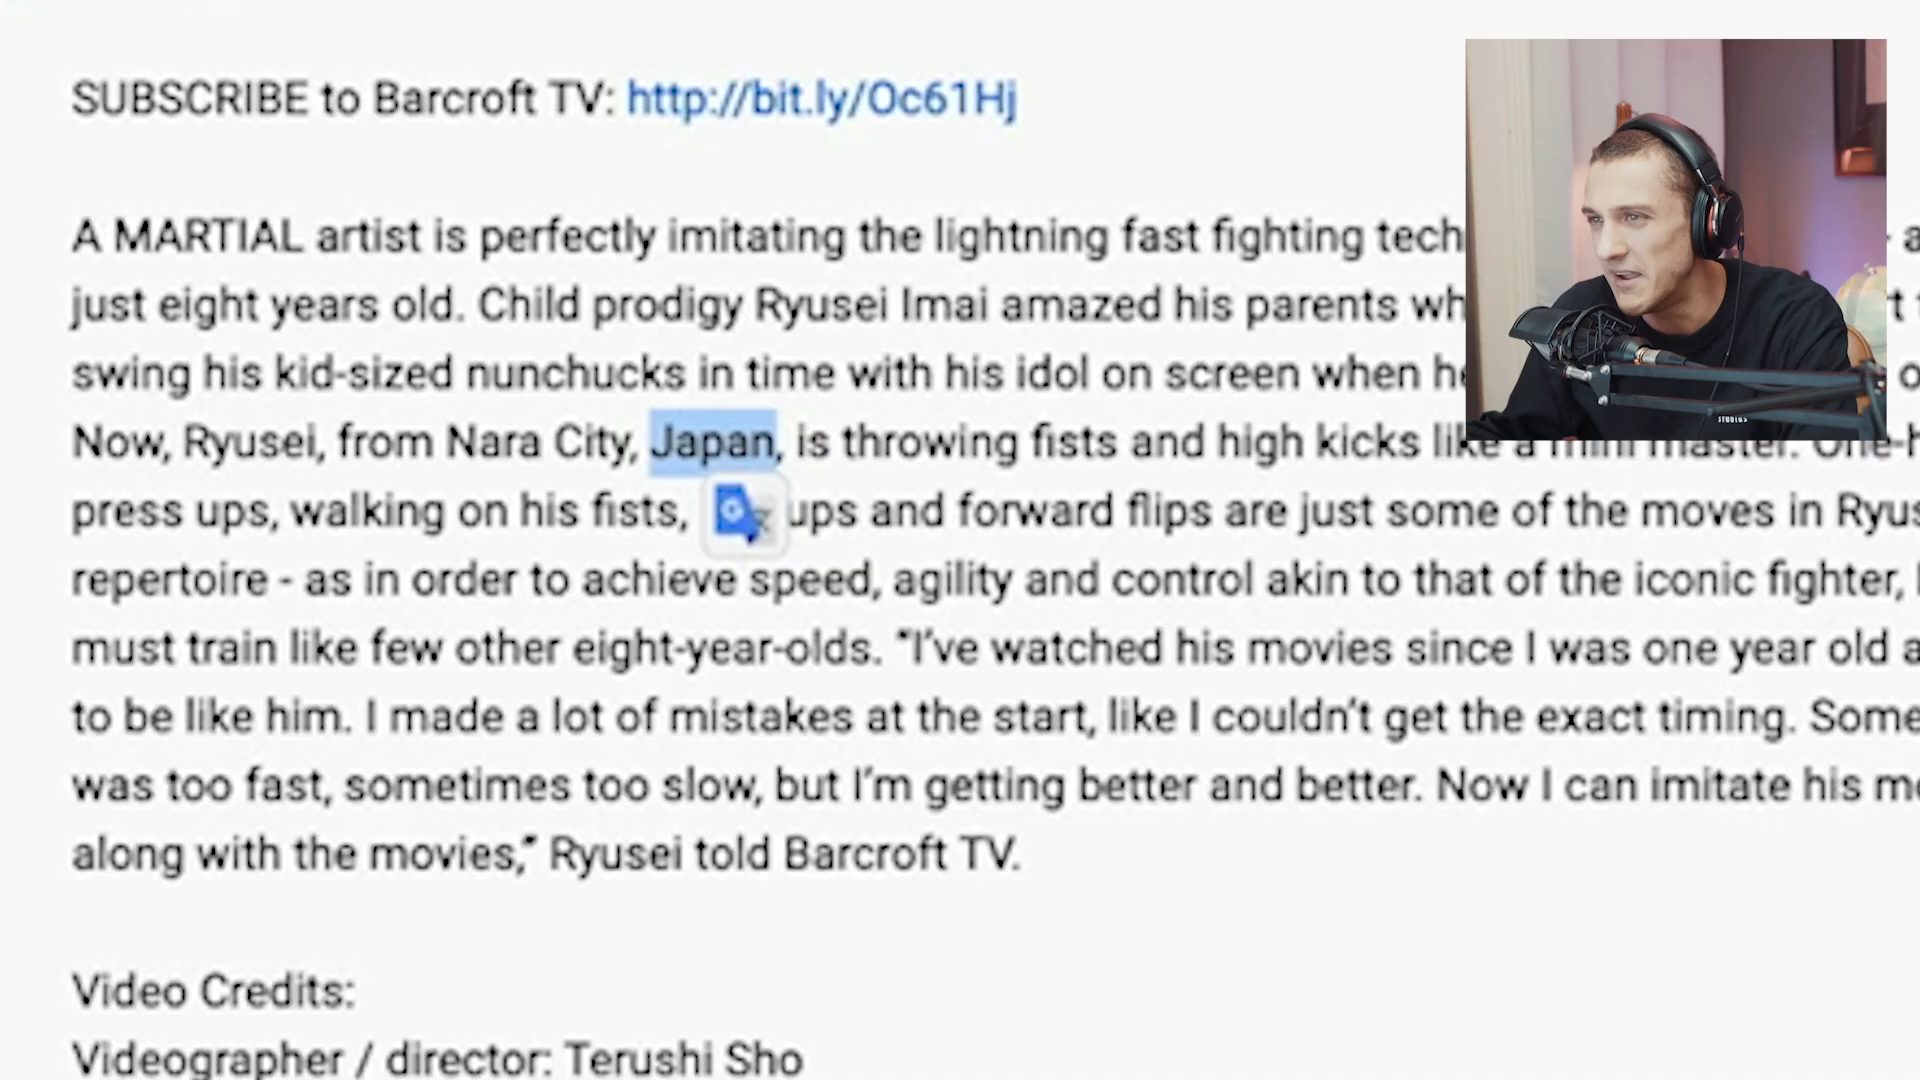 SUBSCRIBE to Barcroft TV: http://bit.ly/Oc61Hj
A MARTIAL artist is perfectly imitating the lightning fast fighting
just eight years old. Child prodigy Ryusei Imai amazed his parents
swing his kid-sized nunchucks in time with his idol on screen when
Now, Ryusei, from Nara City, Japan, is throwing fists and high kicks like a mini master.
press ups, walking on his fists, ups and forward flips are just some of the moves in
repertoire - as in order to achieve speed, agility and control akin to that of the iconic fighter,
must train like few other eight-year-olds. “I’ve watched his movies since I was one year old
to be like him. I made a lot of mistakes at the start, like I couldn’t get the exact timing.
was too fast, sometimes too slow, but I’m getting better and better. Now I can imitate his
along with the movies,” Ryusei told Barcroft TV.
Video Credits:
Videographer / director: Terushi Sho
STUDIOS